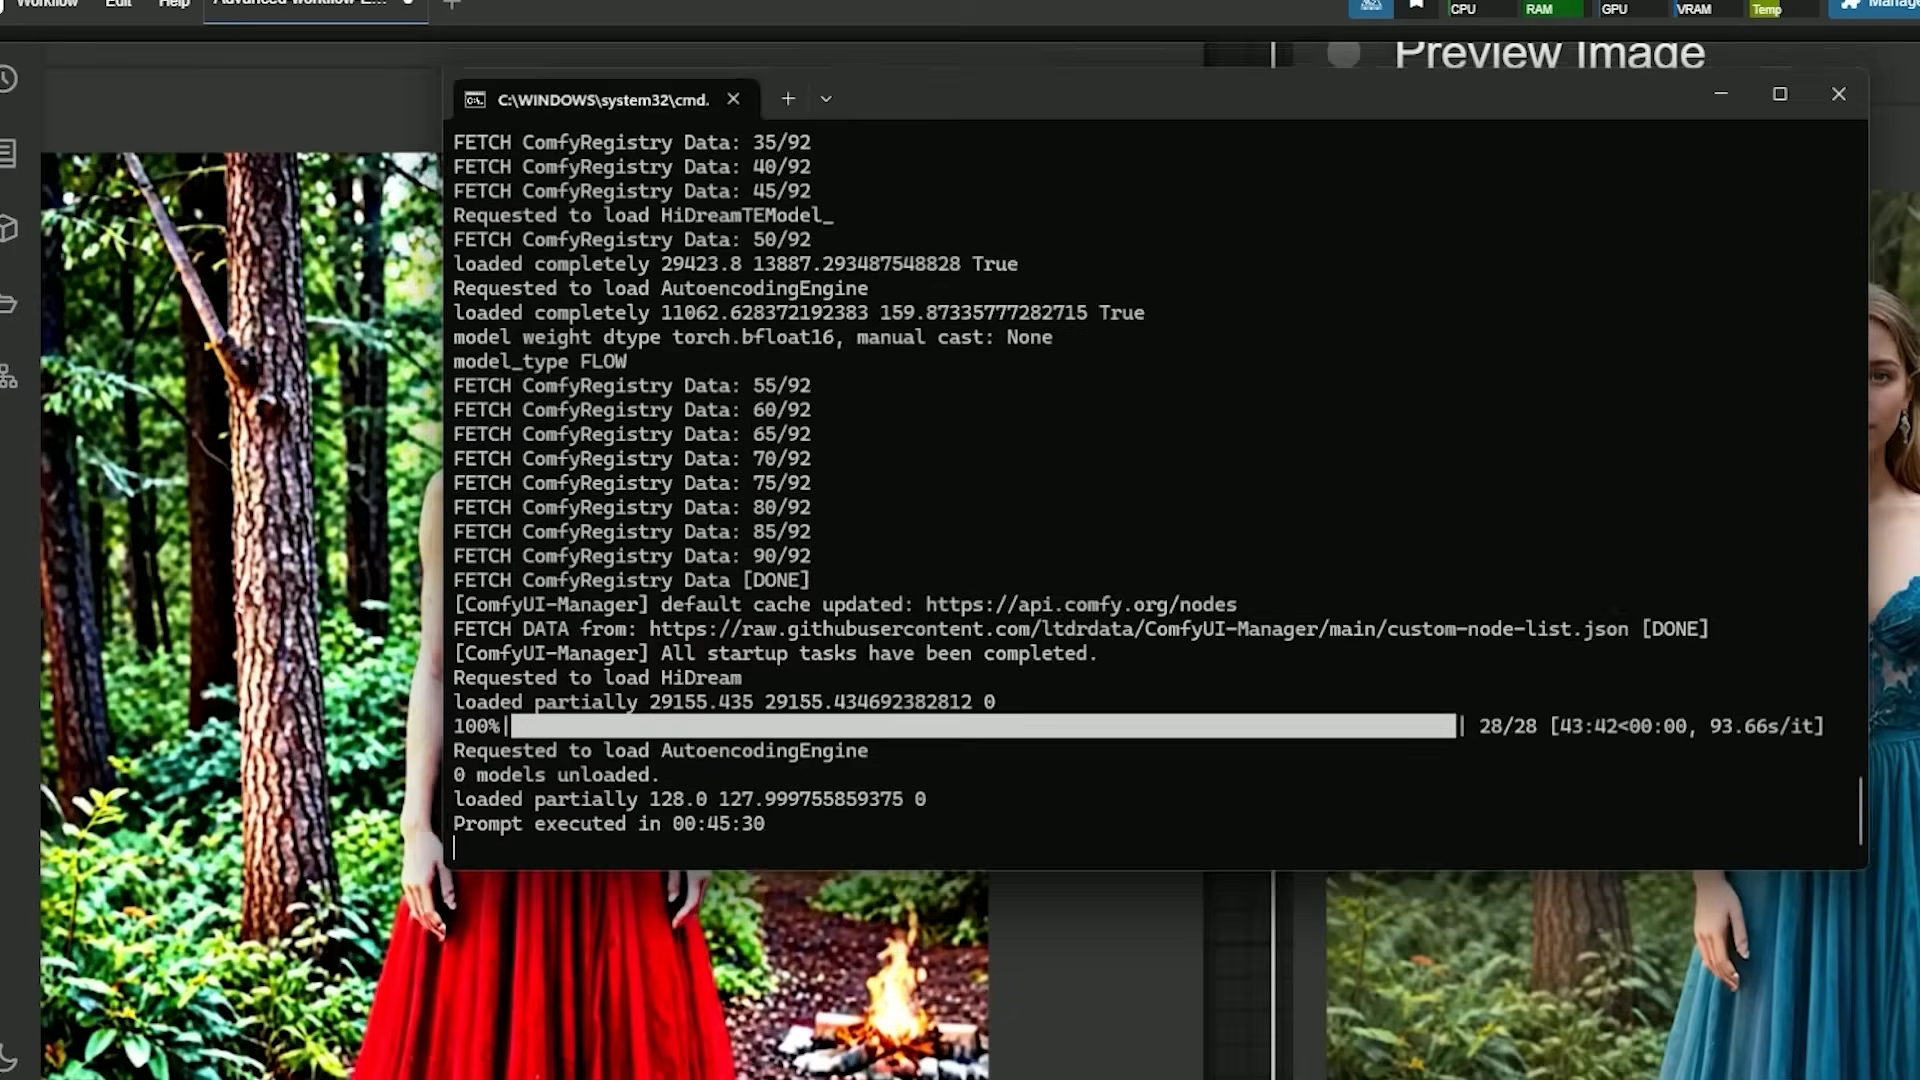 Workflow Edit Help Advanced workflow E...
CPU RAM GPU VRAM Temp Manage
Preview Image
C:\WINDOWS\system32\cmd.
FETCH ComfyRegistry Data: 35/92
FETCH ComfyRegistry Data: 40/92
FETCH ComfyRegistry Data: 45/92
Requested to load HiDreamTEModel_
FETCH ComfyRegistry Data: 50/92
loaded completely 29423.8 13887.293487548828 True
Requested to load AutoencodingEngine
loaded completely 11062.628372192383 159.87335777282715 True
model weight dtype torch.bfloat16, manual cast: None
model_type FLOW
FETCH ComfyRegistry Data: 55/92
FETCH ComfyRegistry Data: 60/92
FETCH ComfyRegistry Data: 65/92
FETCH ComfyRegistry Data: 70/92
FETCH ComfyRegistry Data: 75/92
FETCH ComfyRegistry Data: 80/92
FETCH ComfyRegistry Data: 85/92
FETCH ComfyRegistry Data: 90/92
FETCH ComfyRegistry Data [DONE]
[ComfyUI-Manager] default cache updated: https://api.comfy.org/nodes
FETCH DATA from: https://raw.githubusercontent.com/ltdrdata/ComfyUI-Manager/main/custom-node-list.json [DONE]
[ComfyUI-Manager] All startup tasks have been completed.
Requested to load HiDream
loaded partially 29155.435 29155.434692382812 0
100%| | 28/28 [43:42<00:00, 93.66s/it]
Requested to load AutoencodingEngine
0 models unloaded.
loaded partially 128.0 127.999755859375 0
Prompt executed in 00:45:30